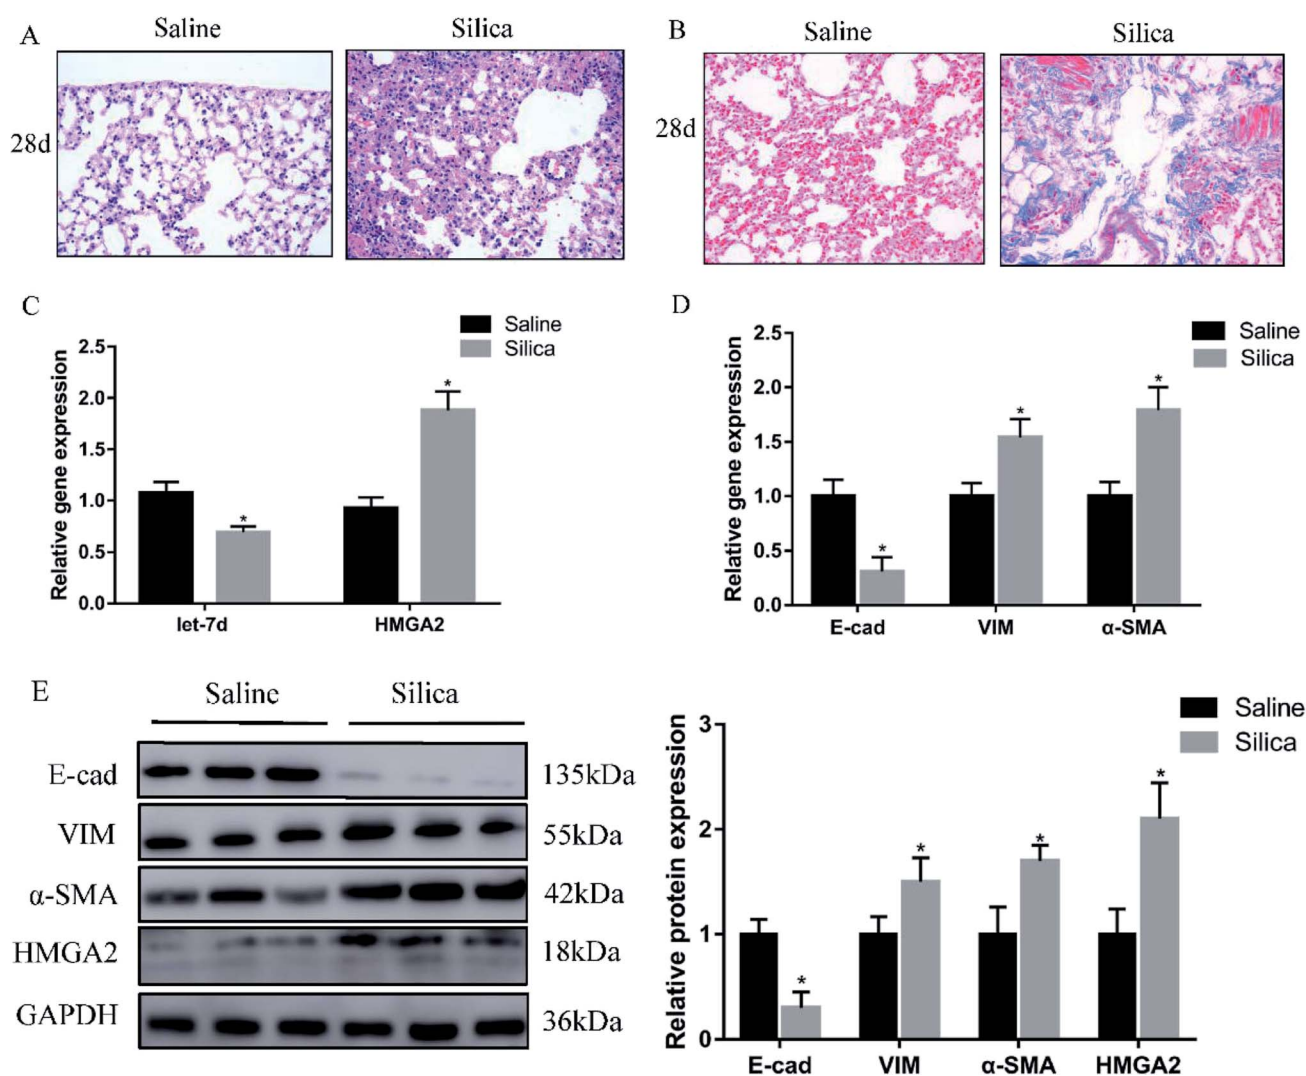 A
Saline
Silica
28d
B
Saline
Silica
28d
C
Saline
Silica
Relative gene expression
2.5
2.0
1.5
1.0
0.5
0.0
*
*
let-7d
HMGA2
D
Saline
Silica
Relative gene expression
2.5
2.0
1.5
1.0
0.5
0.0
*
*
*
E-cad
VIM
α-SMA
E
Saline
Silica
E-cad
135kDa
VIM
55kDa
α-SMA
42kDa
HMGA2
18kDa
GAPDH
36kDa
Saline
Silica
Relative protein expression
3
2
1
0
*
*
*
*
E-cad
VIM
α-SMA
HMGA2